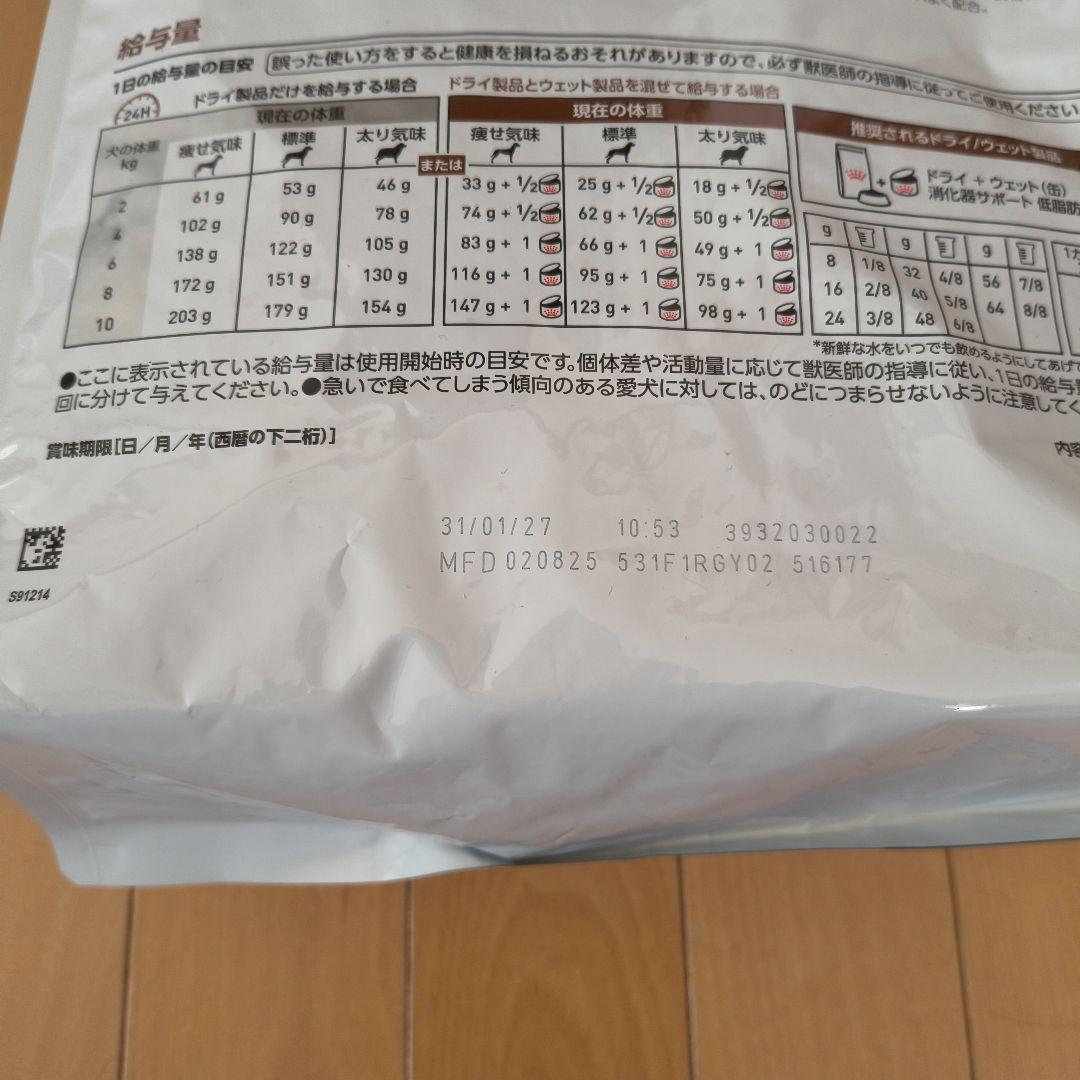 く配合。
給与量
1日の給与量の目安 誤った使い方をすると健康を損ねるおそれがありますので、必ず獣医師の指導に従ってご使用ください
24H
ドライ製品だけを給与する場合 ドライ製品とウェット製品を混ぜて給与する場合
現在の体重 現在の体重
犬の体重 kg 痩せ気味 標準 太り気味 または 痩せ気味 標準 太り気味
2 61 g 53 g 46 g 33 g + 1/2 25 g + 1/2 18 g + 1/2
4 102 g 90 g 78 g 74 g + 1/2 62 g + 1/2 50 g + 1/2
6 138 g 122 g 105 g 83 g + 1 66 g + 1 49 g + 1
8 172 g 151 g 130 g 116 g + 1 95 g + 1 75 g + 1
10 203 g 179 g 154 g 147 g + 1 123 g + 1 98 g + 1
推奨されるドライ/ウェット製品
ドライ + ウェット(缶)
消化器サポート 低脂肪
g g g
8 1/8 32 4/8 56 7/8
16 2/8 40 5/8 64 8/8
24 3/8 48 6/8
*新鮮な水をいつでも飲めるようにしてあげて
●ここに表示されている給与量は使用開始時の目安です。個体差や活動量に応じて獣医師の指導に従い、1日の給与量
回に分けて与えてください。●急いで食べてしまう傾向のある愛犬に対しては、のどにつまらせないように注意してく
賞味期限[日/月/年(西暦の下二桁)]
内容
31/01/27 10:53 3932030022
MFD 020825 531F1RGY02 516177
S91214